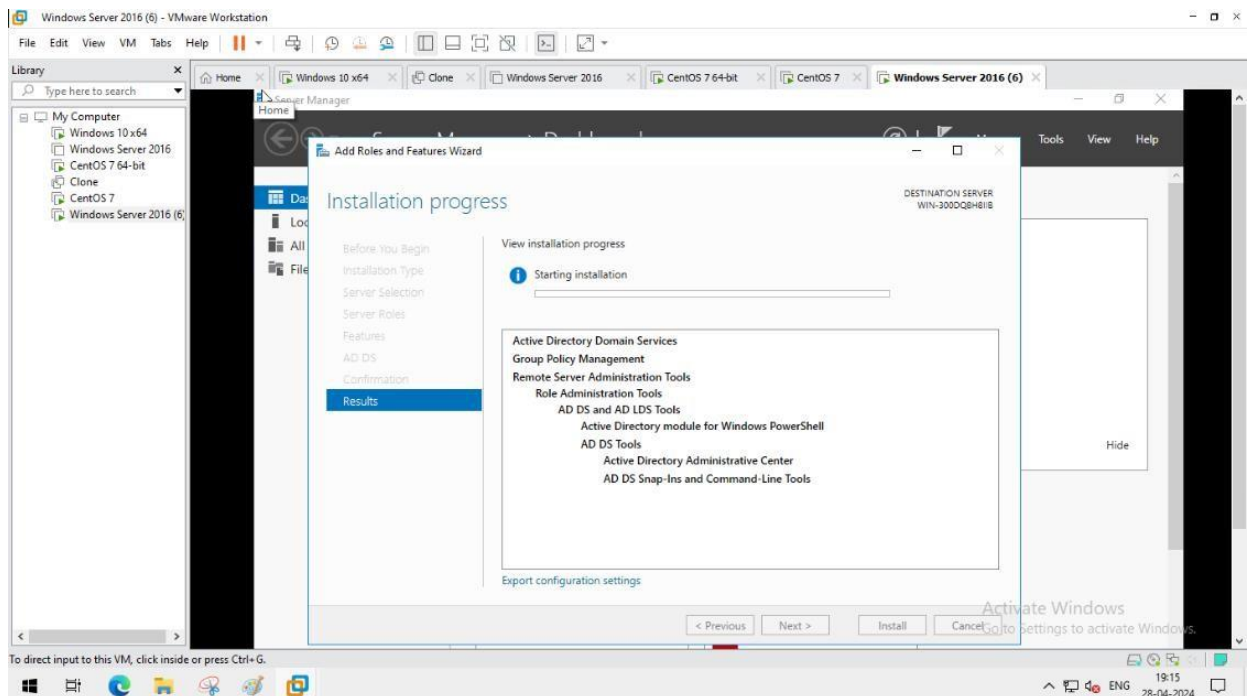 Windows Server 2016 (6) - VMware Workstation
File Edit View VM Tabs Help
Library
Type here to search
Home
Windows 10 x64
Clone
Windows Server 2016
CentOS 7 64-bit
CentOS 7
Windows Server 2016 (6)
My Computer
Windows 10 x64
Windows Server 2016
CentOS 7 64-bit
Clone
CentOS 7
Windows Server 2016 (6)
Server Manager
Home
Tools View Help
Add Roles and Features Wizard
Installation progress
DESTINATION SERVER
Before You Begin
Installation Type
Server Selection
Server Roles
Features
AD DS
Confirmation
Results
View installation progress
Starting installation
Active Directory Domain Services
Group Policy Management
Remote Server Administration Tools
Role Administration Tools
AD DS and AD LDS Tools
Active Directory module for Windows PowerShell
AD DS Tools
Active Directory Administrative Center
AD DS Snap-Ins and Command-Line Tools
Export configuration settings
< Previous Next > Install Cancel
Da
Loc
All
File
Hide
Activate Windows
Go to Settings to activate Windows.
To direct input to this VM, click inside or press Ctrl+G.
ENG
19:15
28-04-2024